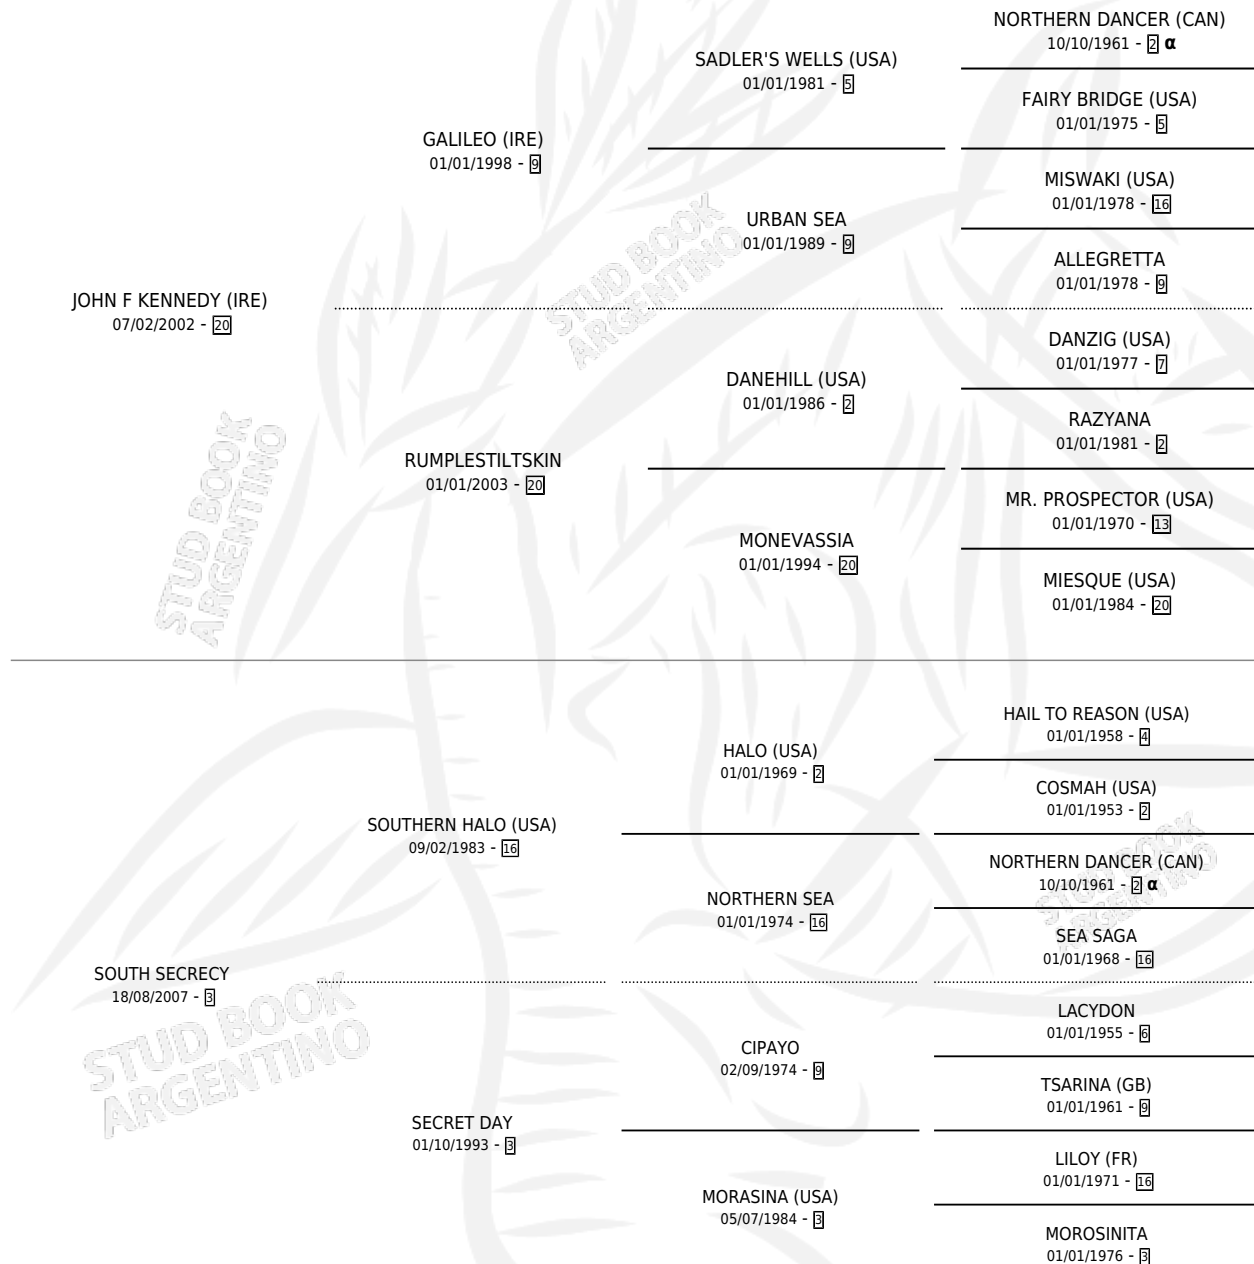 NORTHERN DANCER (CAN)
10/10/1961 - 2 α
SADLER'S WELLS (USA)
01/01/1981 - 5
FAIRY BRIDGE (USA)
01/01/1975 - 5
GALILEO (IRE)
01/01/1998 - 9
MISWAKI (USA)
01/01/1978 - 16
URBAN SEA
01/01/1989 - 9
ALLEGRETTA
01/01/1978 - 9
JOHN F KENNEDY (IRE)
07/02/2002 - 20
DANZIG (USA)
01/01/1977 - 7
DANEHILL (USA)
01/01/1986 - 2
RAZYANA
01/01/1981 - 2
RUMPLESTILTSKIN
01/01/2003 - 20
MR. PROSPECTOR (USA)
01/01/1970 - 13
MONEVASSIA
01/01/1994 - 20
MIESQUE (USA)
01/01/1984 - 20
HAIL TO REASON (USA)
01/01/1958 - 4
HALO (USA)
01/01/1969 - 2
COSMAH (USA)
01/01/1953 - 2
SOUTHERN HALO (USA)
09/02/1983 - 16
NORTHERN DANCER (CAN)
10/10/1961 - 2 α
NORTHERN SEA
01/01/1974 - 16
SEA SAGA
01/01/1968 - 16
SOUTH SECRECY
18/08/2007 - 3
LACYDON
01/01/1955 - 6
CIPAYO
02/09/1974 - 9
TSARINA (GB)
01/01/1961 - 9
SECRET DAY
01/10/1993 - 3
LILOY (FR)
01/01/1971 - 16
MORASINA (USA)
05/07/1984 - 3
MOROSINITA
01/01/1976 - 3
STUD BOOK
ARGENTINO
STUD BOOK
ARGENTINO
STUD BOOK
ARGENTINO
STUD BOOK
ARGENTINO